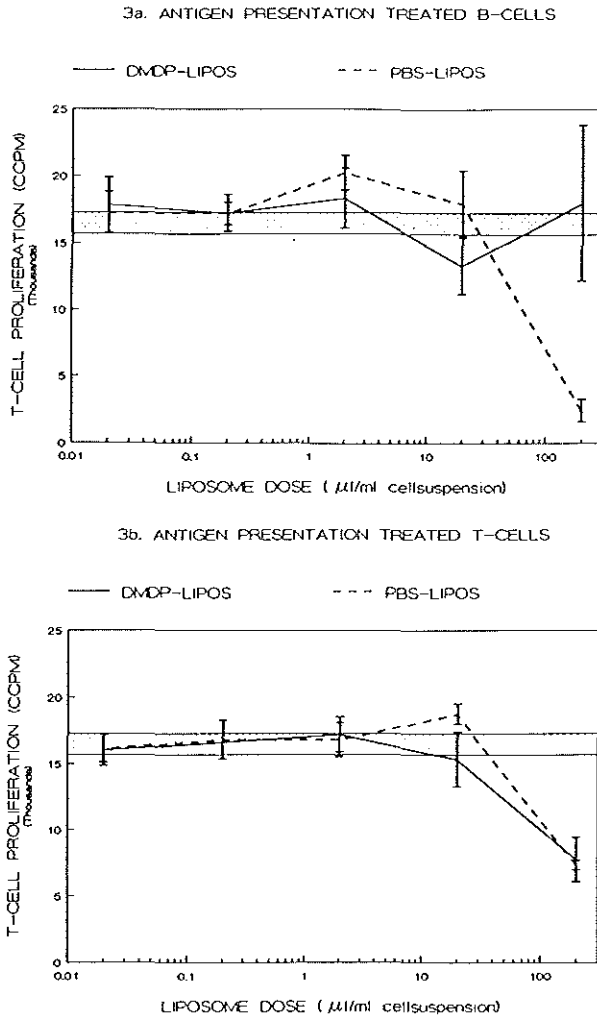 3a. ANTIGEN PRESENTATION TREATED B-CELLS
DMDP-LIPOS PBS-LIPOS
T-CELL PROLIFERATION (CCPM)
(Thousands)
25
20
15
10
5
0
0.01 0.1 1 10 100
LIPOSOME DOSE ( μl/ml cellsuspension)
3b. ANTIGEN PRESENTATION TREATED T-CELLS
DMDP-LIPOS PBS-LIPOS
T-CELL PROLIFERATION (CCPM)
(Thousands)
25
20
15
10
5
0
0.01 0.1 1 10 100
LIPOSOME DOSE ( μl/ml cellsuspension)